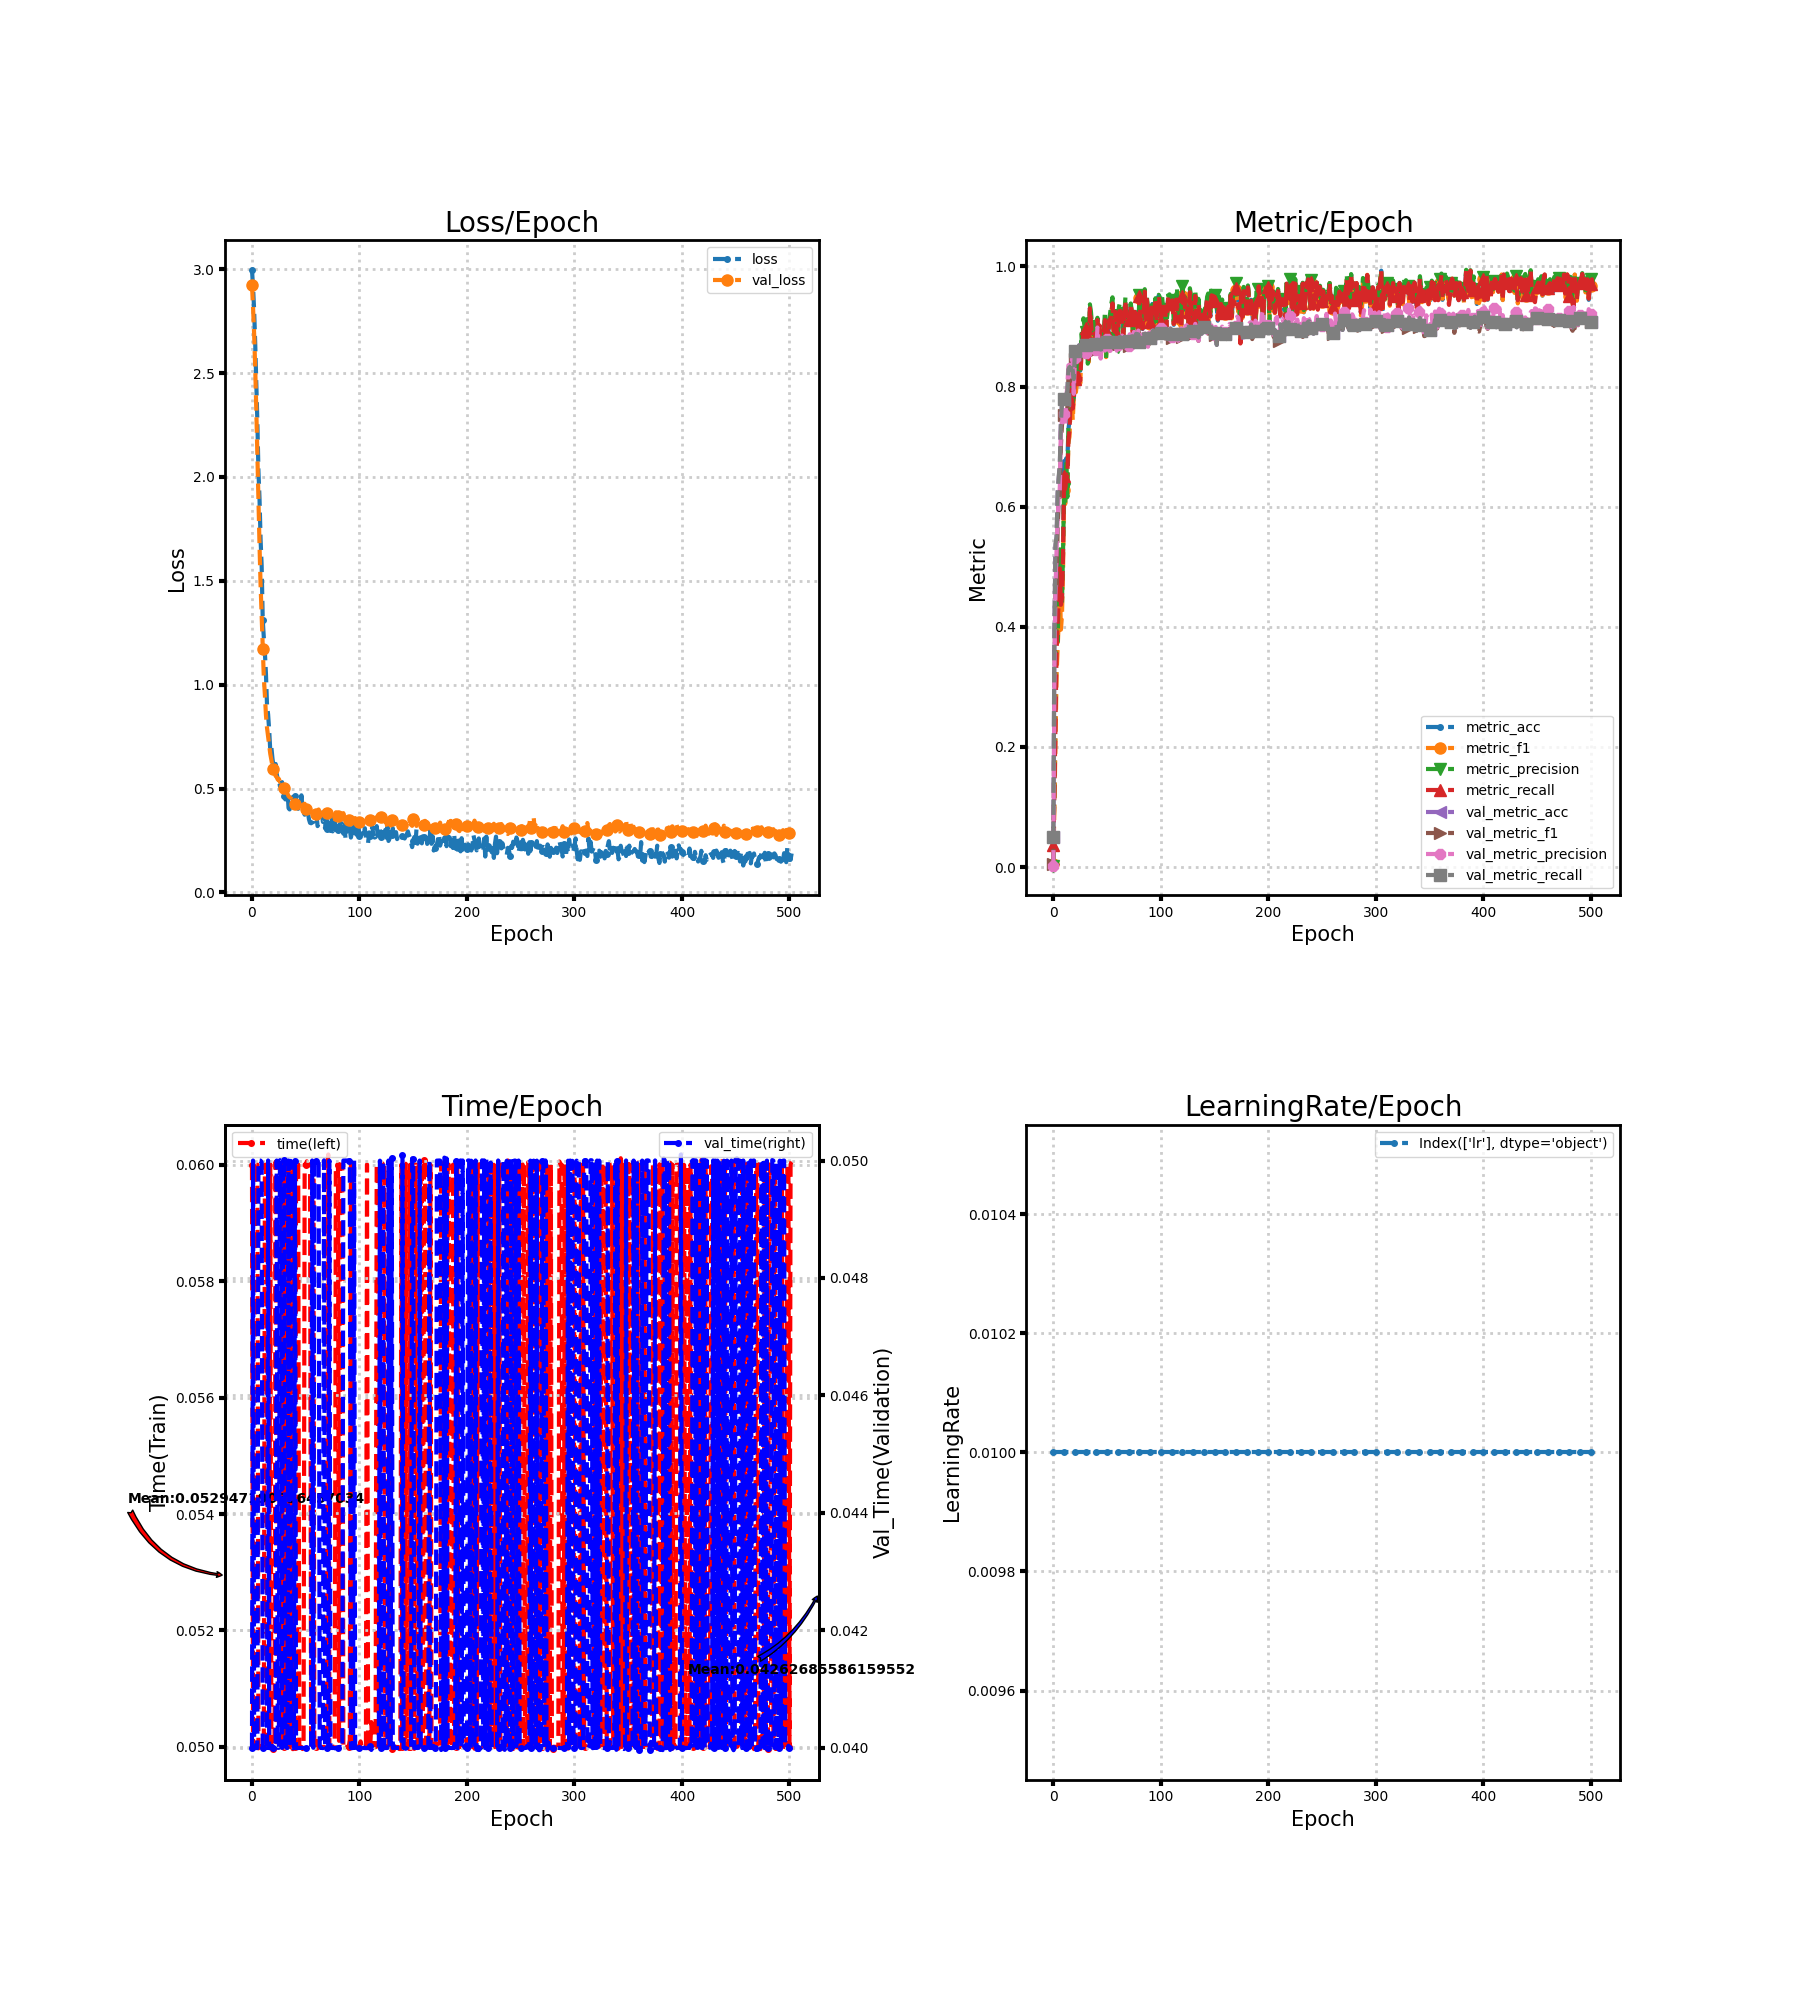 Loss/Epoch
3.0
2.5
2.0
1.5
1.0
0.5
0.0
Loss
loss
val_loss
0 100 200 300 400 500
Epoch
Metric/Epoch
1.0
0.8
0.6
0.4
0.2
0.0
Metric
metric_acc
metric_f1
metric_precision
metric_recall
val_metric_acc
val_metric_f1
val_metric_precision
val_metric_recall
0 100 200 300 400 500
Epoch
Time/Epoch
time(left)
val_time(right)
0.060
0.058
0.056
0.054
0.052
0.050
Time(Train)
0.050
0.048
0.046
0.044
0.042
0.040
Val_Time(Validation)
Mean:0.04262685586159552
0 100 200 300 400 500
Epoch
LearningRate/Epoch
Index(['lr'], dtype='object')
0.0104
0.0102
0.0100
0.0098
0.0096
LearningRate
0 100 200 300 400 500
Epoch